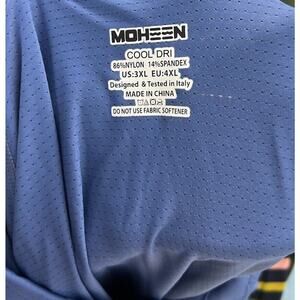 MOHEEN
COOL DRI
86%NYLON 14%SPANDEX
US:3XL EU:4XL
Designed & Tested in Italy
MADE IN CHINA
DO NOT USE FABRIC SOFTENER